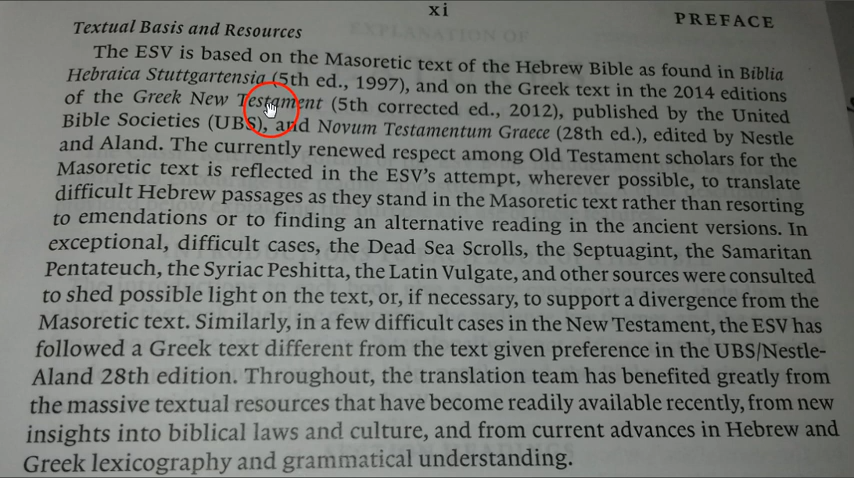 xi
PREFACE
Textual Basis and Resources
The ESV is based on the Masoretic text of the Hebrew Bible as found in Biblia
Hebraica Stuttgartensia (5th ed., 1997), and on the Greek text in the 2014 editions
of the Greek New Testament (5th corrected ed., 2012), published by the United
Bible Societies (UBS), and Novum Testamentum Graece (28th ed.), edited by Nestle
and Aland. The currently renewed respect among Old Testament scholars for the
Masoretic text is reflected in the ESV's attempt, wherever possible, to translate
difficult Hebrew passages as they stand in the Masoretic text rather than resorting
to emendations or to finding an alternative reading in the ancient versions. In
exceptional, difficult cases, the Dead Sea Scrolls, the Septuagint, the Samaritan
Pentateuch, the Syriac Peshitta, the Latin Vulgate, and other sources were consulted
to shed possible light on the text, or, if necessary, to support a divergence from the
Masoretic text. Similarly, in a few difficult cases in the New Testament, the ESV has
followed a Greek text different from the text given preference in the UBS/Nestle-
Aland 28th edition. Throughout, the translation team has benefited greatly from
the massive textual resources that have become readily available recently, from new
insights into biblical laws and culture, and from current advances in Hebrew and
Greek lexicography and grammatical understanding.